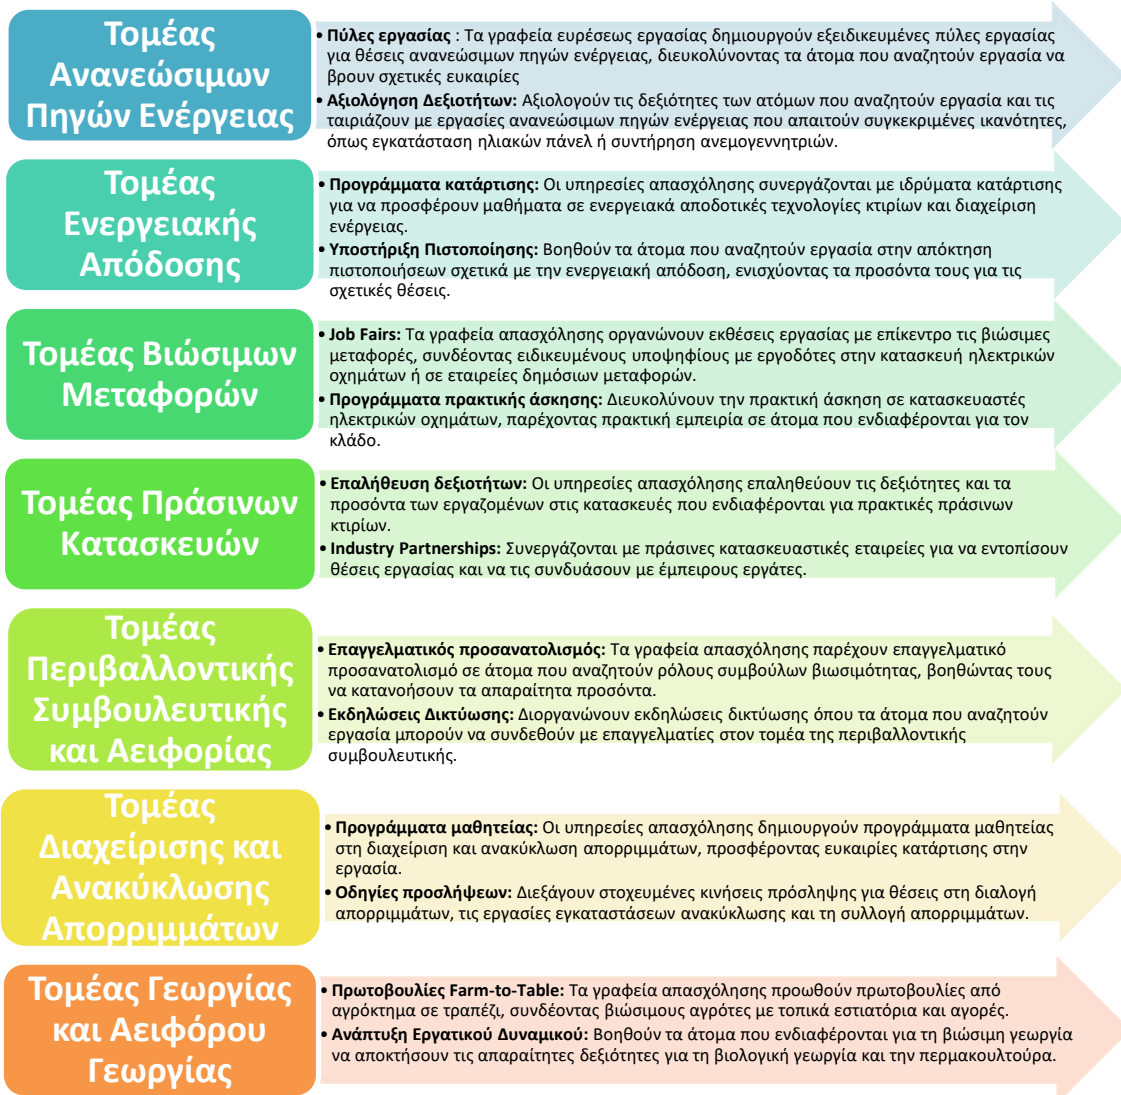 Τομέας
Ανανεώσιμων
Πηγών Ενέργειας
• Πύλες εργασίας : Τα γραφεία ευρέσεως εργασίας δημιουργούν εξειδικευμένες πύλες εργασίας
για θέσεις ανανεώσιμων πηγών ενέργειας, διευκολύνοντας τα άτομα που αναζητούν εργασία να
βρουν σχετικές ευκαιρίες
• Αξιολόγηση Δεξιοτήτων: Αξιολογούν τις δεξιότητες των ατόμων που αναζητούν εργασία και τις
ταιριάζουν με εργασίες ανανεώσιμων πηγών ενέργειας που απαιτούν συγκεκριμένες ικανότητες,
όπως εγκατάσταση ηλιακών πάνελ ή συντήρηση ανεμογεννητριών.
Τομέας
Ενεργειακής
Απόδοσης
• Προγράμματα κατάρτισης: Οι υπηρεσίες απασχόλησης συνεργάζονται με ιδρύματα κατάρτισης
για να προσφέρουν μαθήματα σε ενεργειακά αποδοτικές τεχνολογίες κτιρίων και διαχείριση
ενέργειας.
• Υποστήριξη Πιστοποίησης: Βοηθούν τα άτομα που αναζητούν εργασία στην απόκτηση
πιστοποιήσεων σχετικά με την ενεργειακή απόδοση, ενισχύοντας τα προσόντα τους για τις
σχετικές θέσεις.
Τομέας Βιώσιμων
Μεταφορών
• Job Fairs: Τα γραφεία απασχόλησης οργανώνουν εκθέσεις εργασίας με επίκεντρο τις βιώσιμες
μεταφορές, συνδέοντας ειδικευμένους υποψηφίους με εργοδότες στην κατασκευή ηλεκτρικών
οχημάτων ή σε εταιρείες δημόσιων μεταφορών.
• Προγράμματα πρακτικής άσκησης: Διευκολύνουν την πρακτική άσκηση σε κατασκευαστές
ηλεκτρικών οχημάτων, παρέχοντας πρακτική εμπειρία σε άτομα που ενδιαφέρονται για τον
κλάδο.
Τομέας Πράσινων
Κατασκευών
• Επαλήθευση δεξιοτήτων: Οι υπηρεσίες απασχόλησης επαληθεύουν τις δεξιότητες και τα
προσόντα των εργαζομένων στις κατασκευές που ενδιαφέρονται για πρακτικές πράσινων
κτιρίων.
• Industry Partnerships: Συνεργάζονται με πράσινες κατασκευαστικές εταιρείες για να εντοπίσουν
θέσεις εργασίας και να τις συνδυάσουν με έμπειρους εργάτες.
Τομέας
Περιβαλλοντικής
Συμβουλευτικής
και Αειφορίας
• Επαγγελματικός προσανατολισμός: Τα γραφεία απασχόλησης παρέχουν επαγγελματικό
προσανατολισμό σε άτομα που αναζητούν ρόλους συμβούλων βιωσιμότητας, βοηθώντας τους
να κατανοήσουν τα απαραίτητα προσόντα.
• Εκδηλώσεις Δικτύωσης: Διοργανώνουν εκδηλώσεις δικτύωσης όπου τα άτομα που αναζητούν
εργασία μπορούν να συνδεθούν με επαγγελματίες στον τομέα της περιβαλλοντικής
συμβουλευτικής.
Τομέας
Διαχείρισης και
Ανακύκλωσης
Απορριμμάτων
• Προγράμματα μαθητείας: Οι υπηρεσίες απασχόλησης δημιουργούν προγράμματα μαθητείας
στη διαχείριση και ανακύκλωση απορριμμάτων, προσφέροντας ευκαιρίες κατάρτισης στην
εργασία.
• Οδηγίες προσλήψεων: Διεξάγουν στοχευμένες κινήσεις πρόσληψης για θέσεις στη διαλογή
απορριμμάτων, τις εργασίες εγκαταστάσεων ανακύκλωσης και τη συλλογή απορριμμάτων.
Τομέας Γεωργίας
και Αειφόρου
Γεωργίας
• Πρωτοβουλίες Farm-to-Table: Τα γραφεία απασχόλησης προωθούν πρωτοβουλίες από
αγρόκτημα σε τραπέζι, συνδέοντας βιώσιμους αγρότες με τοπικά εστιατόρια και αγορές.
• Ανάπτυξη Εργατικού Δυναμικού: Βοηθούν τα άτομα που ενδιαφέρονται για τη βιώσιμη γεωργία
να αποκτήσουν τις απαραίτητες δεξιότητες για τη βιολογική γεωργία και την περμακουλτούρα.